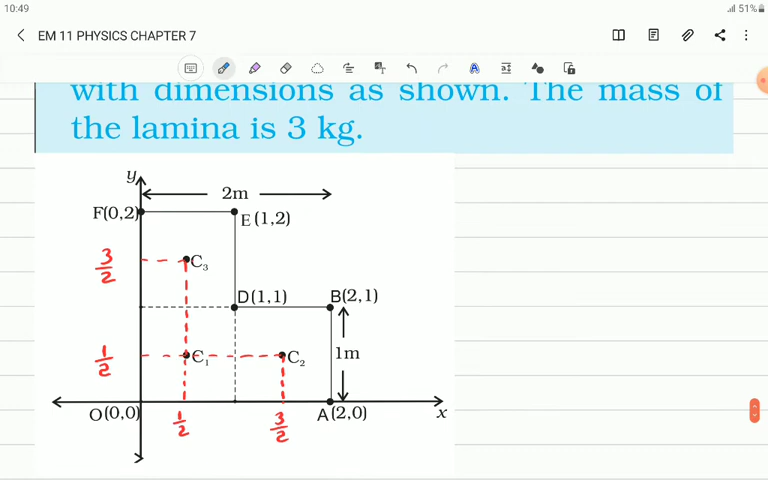 10:49
51%
EM 11 PHYSICS CHAPTER 7
with dimensions as shown. The mass of
the lamina is 3 kg.
y
2m
F(0,2)
E(1,2)
3/2
C₃
D(1,1)
B(2,1)
1/2
C₁
C₂
1m
O(0,0)
1/2
3/2
A(2,0)
x